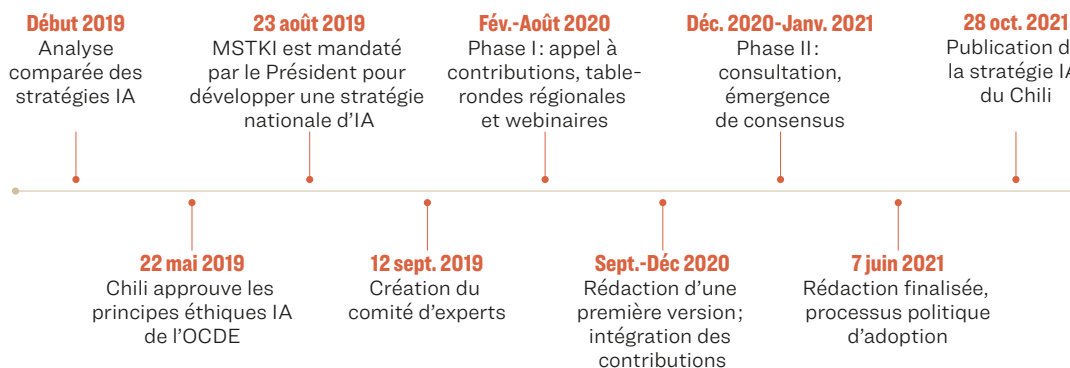 Début 2019
Analyse
comparée des
stratégies IA
22 mai 2019
Chili approuve les
principes éthiques IA
de l’OCDE
23 août 2019
MSTKI est mandaté
par le Président pour
développer une stratégie
nationale d’IA
12 sept. 2019
Création du
comité d’experts
Fév.-Août 2020
Phase I : appel à
contributions, table-
rondes régionales
et webinaires
Sept.-Déc 2020
Rédaction d’une
première version ;
intégration des
contributions
Déc. 2020-Janv. 2021
Phase II :
consultation,
émergence
de consensus
7 juin 2021
Rédaction finalisée,
processus politique
d’adoption
28 oct. 2021
Publication d
la stratégie IA
du Chili